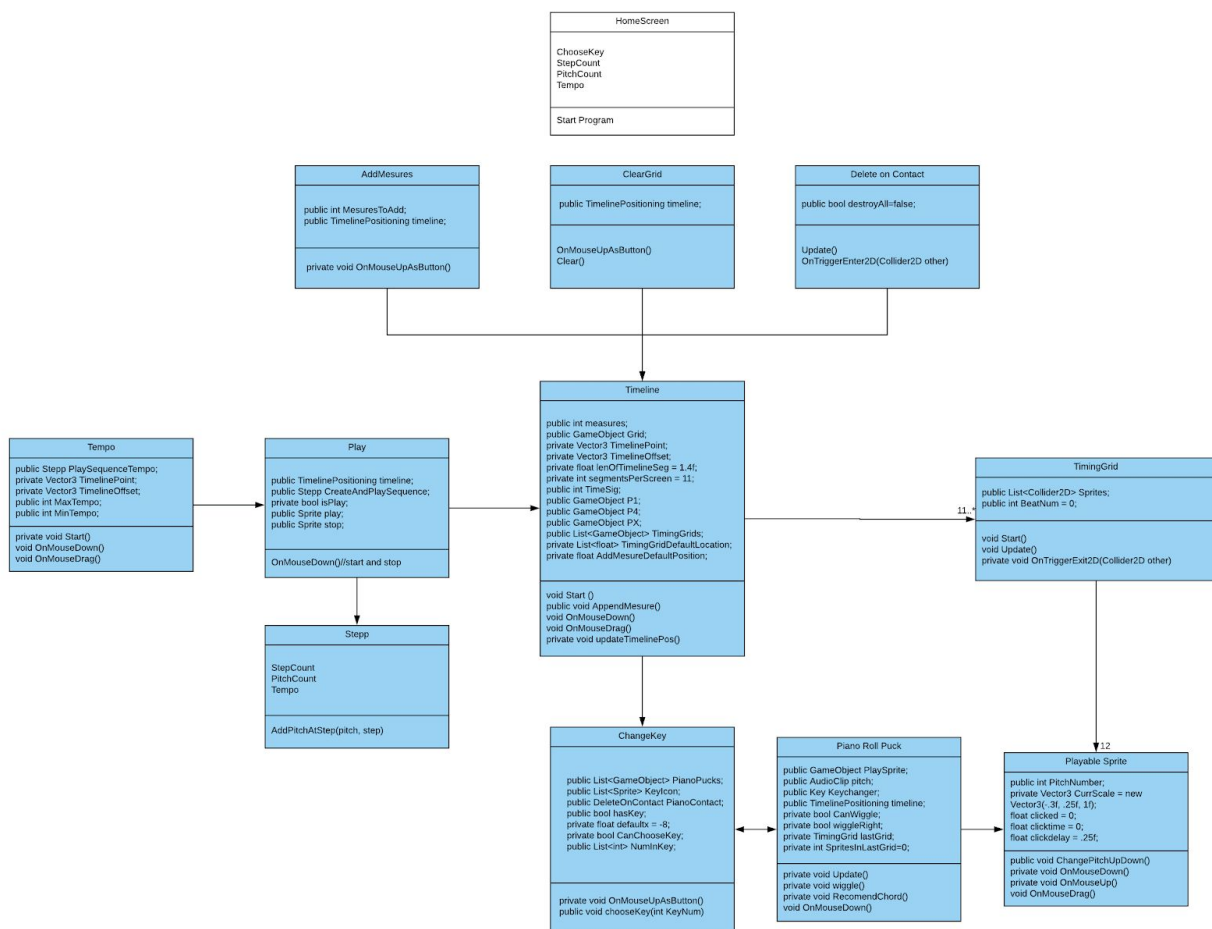 HomeScreen
ChooseKey
StepCount
PitchCount
Tempo
Start Program
AddMesures
public int MesuresToAdd;
public TimelinePositioning timeline;
private void OnMouseUpAsButton()
ClearGrid
public TimelinePositioning timeline;
OnMouseUpAsButton()
Clear()
Delete on Contact
public bool destroyAll=false;
Update()
OnTriggerEnter2D(Collider2D other)
Tempo
public Stepp PlaySequenceTempo;
private Vector3 TimelinePoint;
private Vector3 TimelineOffset;
public int MaxTempo;
public int MinTempo;
private void Start()
void OnMouseDown()
void OnMouseDrag()
Play
public TimelinePositioning timeline;
public Stepp CreateAndPlaySequence;
private bool isPlay;
public Sprite play;
public Sprite stop;
OnMouseDown()//start and stop
Timeline
public int measures;
public GameObject Grid;
private Vector3 TimelinePoint;
private Vector3 TimelineOffset;
private float lenOfTimelineSeg = 1.4f;
private int segmentsPerScreen = 11;
public int TimeSig;
public GameObject P1;
public GameObject P4;
public GameObject PX;
public List<GameObject> TimingGrids;
private List<float> TimingGridDefaultLocation;
private float AddMesureDefaultPosition;
void Start ()
public void AppendMesure()
void OnMouseDown()
void OnMouseDrag()
private void updateTimelinePos()
11..*
TimingGrid
public List<Collider2D> Sprites;
public int BeatNum = 0;
void Start()
void Update()
private void OnTriggerExit2D(Collider2D other)
Stepp
StepCount
PitchCount
Tempo
AddPitchAtStep(pitch, step)
ChangeKey
public List<GameObject> PianoPucks;
public List<Sprite> KeyIcon;
public DeleteOnContact PianoContact;
public bool hasKey;
private float defaultx = -8;
private bool CanChooseKey;
public List<int> NumInKey;
private void OnMouseUpAsButton()
public void chooseKey(int KeyNum)
Piano Roll Puck
public GameObject PlaySprite;
public AudioClip pitch;
public Key Keychanger;
public TimelinePositioning timeline;
private bool CanWiggle;
private bool wiggleRight;
private TimingGrid lastGrid;
private int SpritesInLastGrid=0;
private void Update()
private void wiggle()
private void RecomendChord()
void OnMouseDown()
12
Playable Sprite
public int PitchNumber;
private Vector3 CurrScale = new
Vector3(-.3f, .25f, 1f);
float clicked = 0;
float clicktime = 0;
float clickdelay = .25f;
public void ChangePitchUpDown()
private void OnMouseDown()
private void OnMouseUp()
void OnMouseDrag()